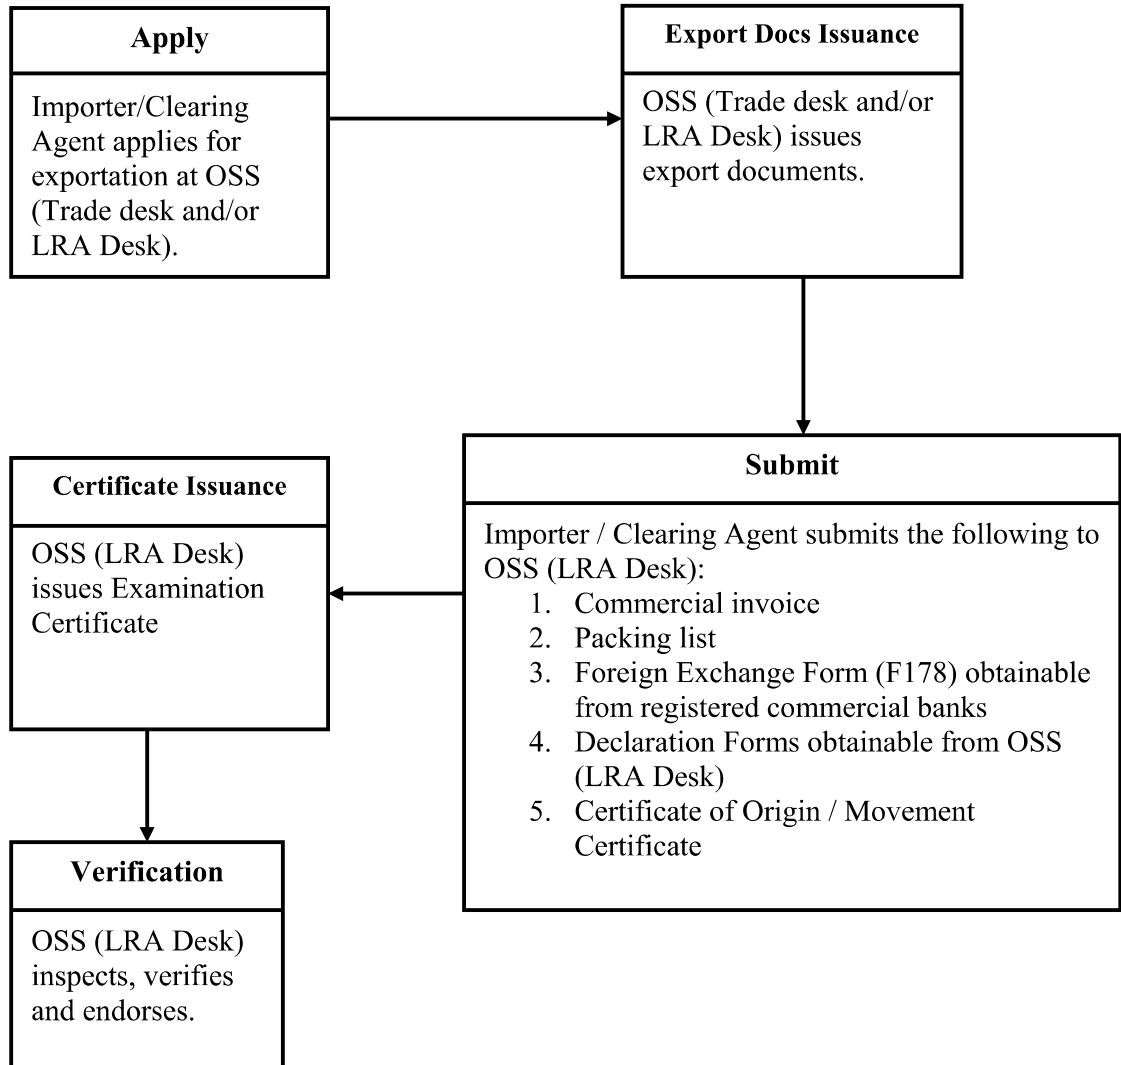 Apply
Importer/Clearing
Agent applies for
exportation at OSS
(Trade desk and/or
LRA Desk).
Export Docs Issuance
OSS (Trade desk and/or
LRA Desk) issues
export documents.
Submit
Importer / Clearing Agent submits the following to
OSS (LRA Desk):
1. Commercial invoice
2. Packing list
3. Foreign Exchange Form (F178) obtainable
from registered commercial banks
4. Declaration Forms obtainable from OSS
(LRA Desk)
5. Certificate of Origin / Movement
Certificate
Certificate Issuance
OSS (LRA Desk)
issues Examination
Certificate
Verification
OSS (LRA Desk)
inspects, verifies
and endorses.